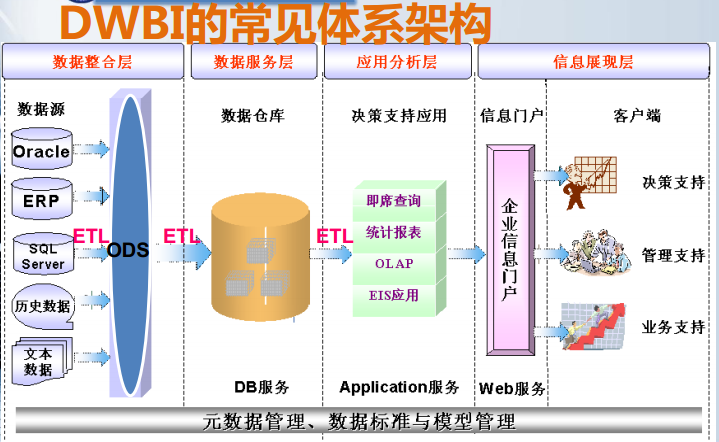 DWBI的常见体系架构
数据整合层
数据服务层
应用分析层
信息展现层
数据源
数据仓库
决策支持应用
信息门户
客户端
Oracle
ERP
SQL
Server
历史数据
文本
数据
ETL
ODS
ETL
ETL
即席查询
统计报表
OLAP
EIS应用
企业信息门户
决策支持
管理支持
业务支持
DB服务
Application服务
Web服务
元数据管理、数据标准与模型管理